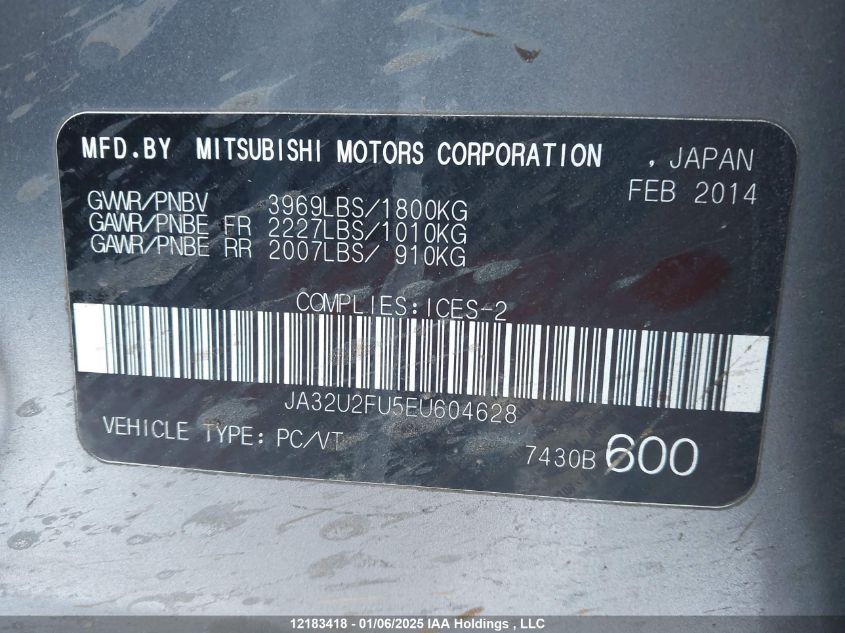 MFD.BY MITSUBISHI MOTORS CORPORATION , JAPAN
FEB 2014
GVWR/PNBV 3969LBS/1800KG
GAWR/PNBE FR 2227LBS/1010KG
GAWR/PNBE RR 2007LBS/ 910KG
COMPLIES:ICES-2
JA32U2FU5EU604628
VEHICLE TYPE: PC/VT
7430B 600
12183418 - 01/06/2025 IAA Holdings , LLC